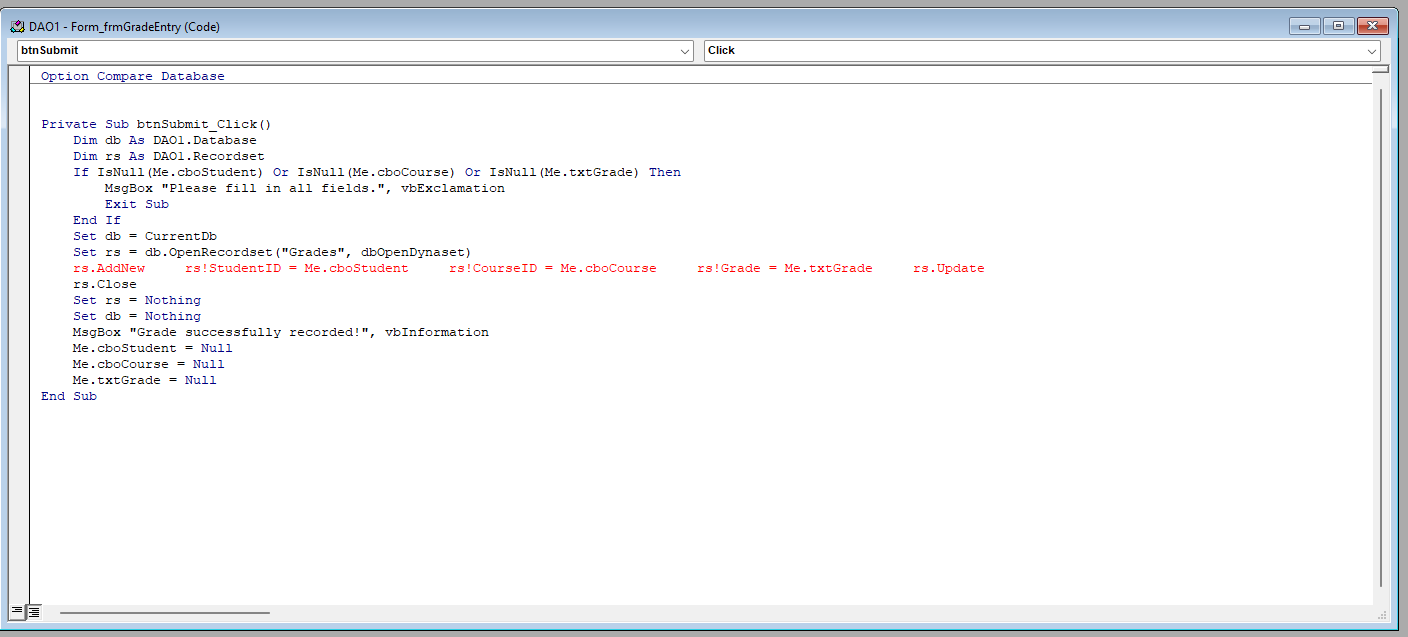 DAO1 - Form_frmGradeEntry (Code)
btnSubmit Click
Option Compare Database
Private Sub btnSubmit_Click()
    Dim db As DAO1.Database
    Dim rs As DAO1.Recordset
    If IsNull(Me.cboStudent) Or IsNull(Me.cboCourse) Or IsNull(Me.txtGrade) Then
        MsgBox "Please fill in all fields.", vbExclamation
        Exit Sub
    End If
    Set db = CurrentDb
    Set rs = db.OpenRecordset("Grades", dbOpenDynaset)
    rs.AddNew     rs!StudentID = Me.cboStudent     rs!CourseID = Me.cboCourse     rs!Grade = Me.txtGrade     rs.Update
    rs.Close
    Set rs = Nothing
    Set db = Nothing
    MsgBox "Grade successfully recorded!", vbInformation
    Me.cboStudent = Null
    Me.cboCourse = Null
    Me.txtGrade = Null
End Sub